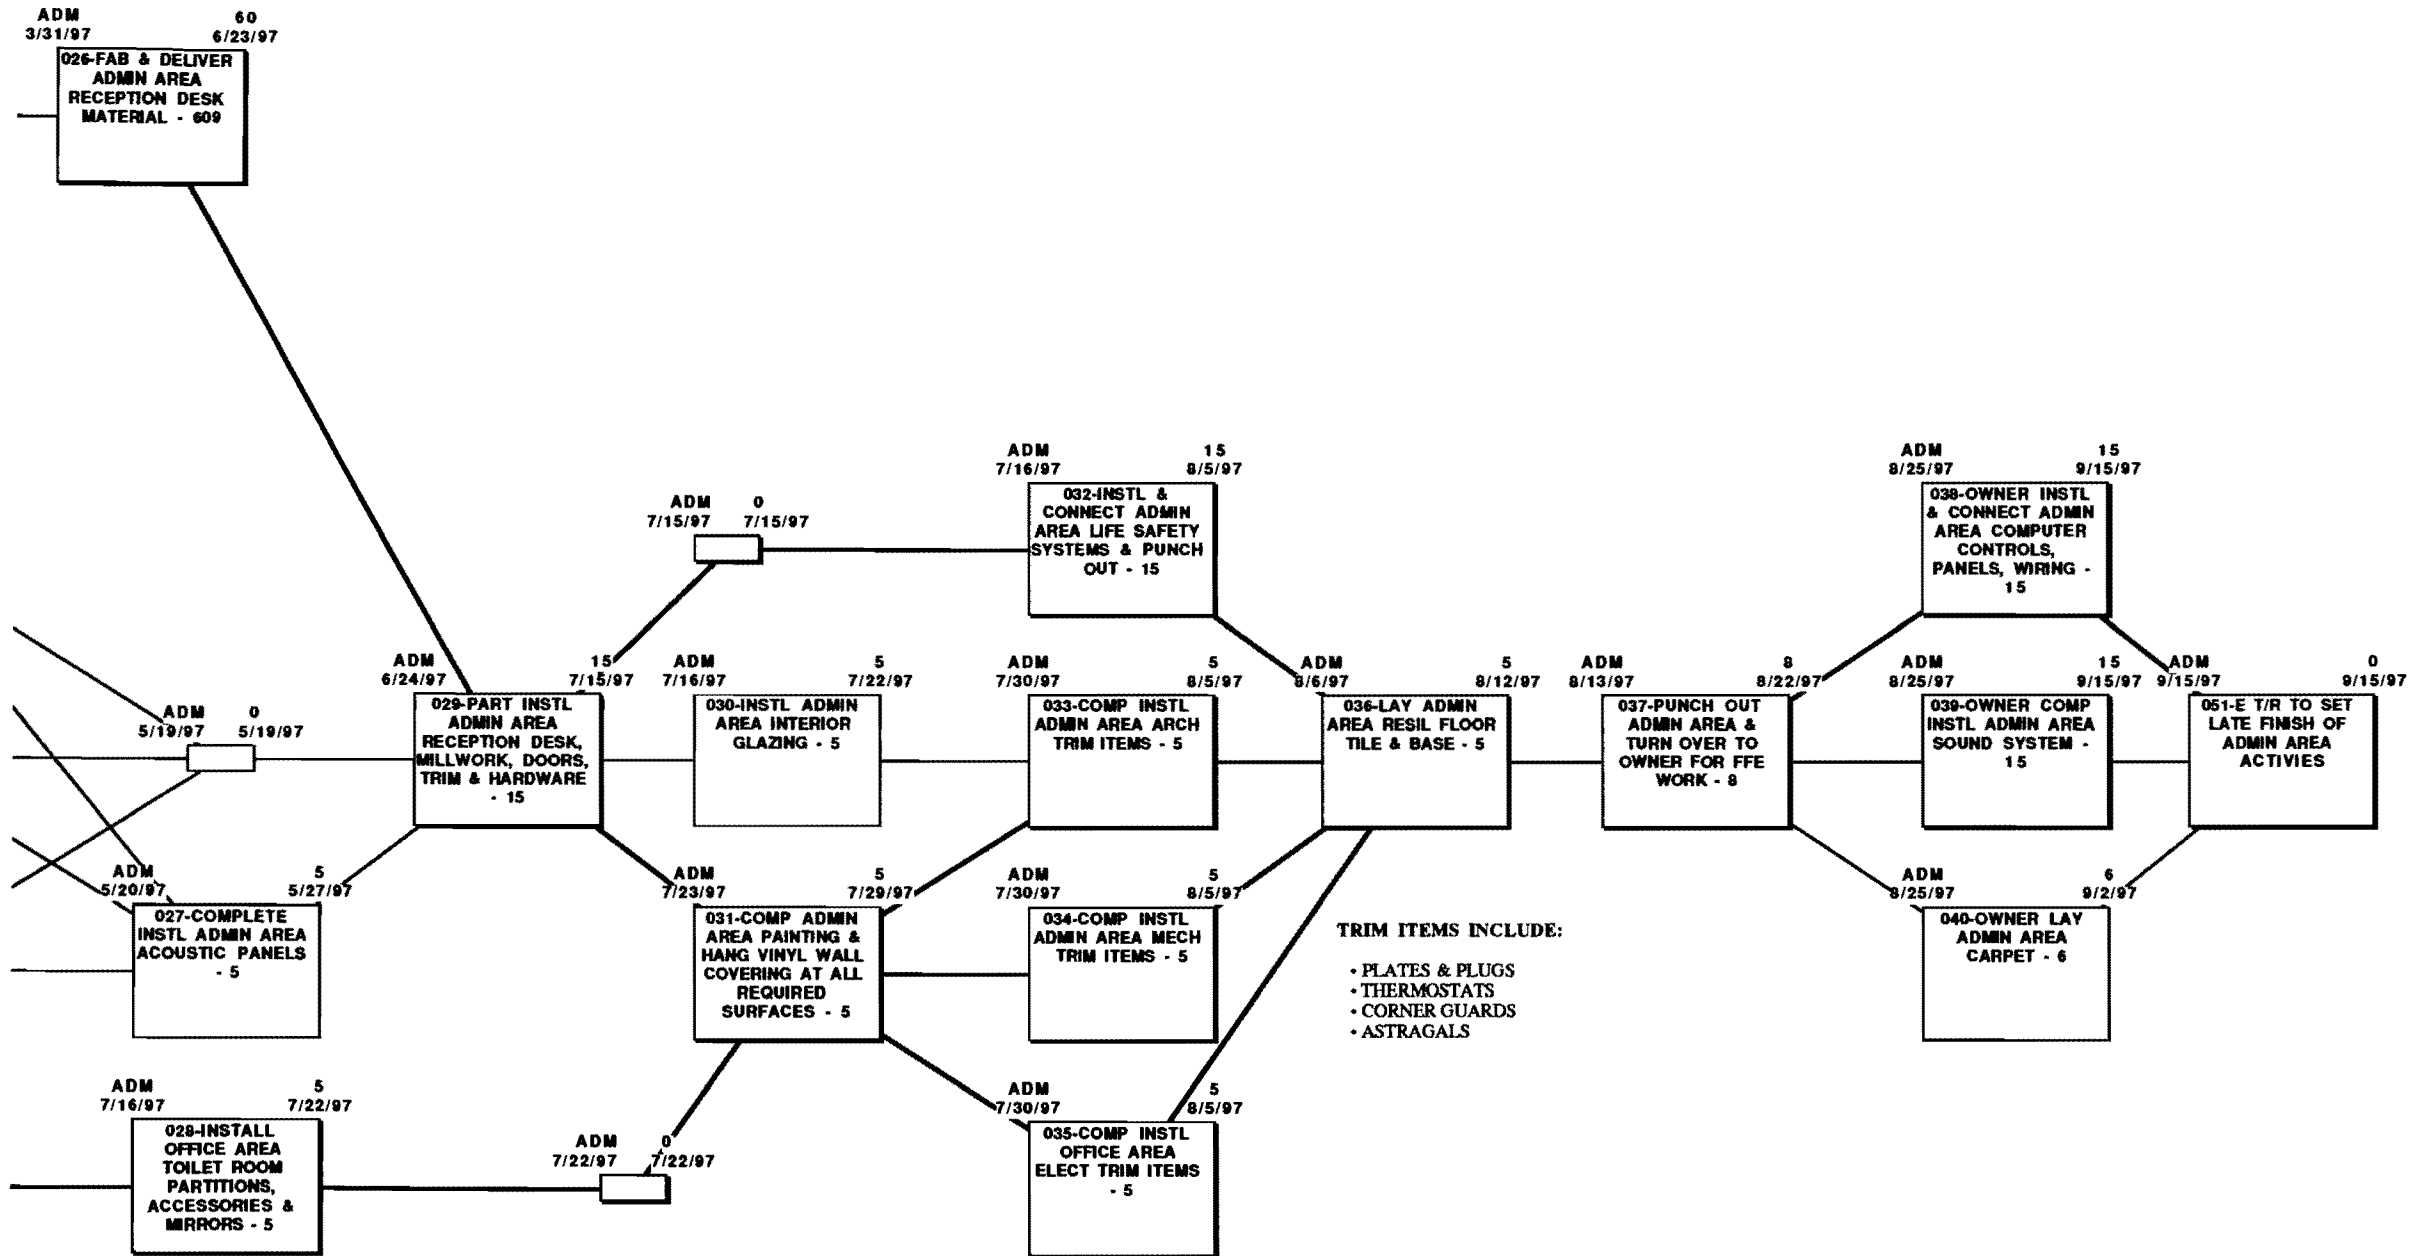 ADM 60
3/31/97 6/23/97
026-FAB & DELIVER
ADMIN AREA
RECEPTION DESK
MATERIAL - 609
ADM 0
5/19/97 5/19/97
ADM 5
5/20/97 5/27/97
027-COMPLETE
INSTL ADMIN AREA
ACOUSTIC PANELS
- 5
ADM 5
7/16/97 7/22/97
028-INSTALL
OFFICE AREA
TOILET ROOM
PARTITIONS,
ACCESSORIES &
MIRRORS - 5
ADM 15
6/24/97 7/15/97
029-PART INSTL
ADMIN AREA
RECEPTION DESK,
MILLWORK, DOORS,
TRIM & HARDWARE
- 15
ADM 0
7/15/97 7/15/97
ADM 5
7/16/97 7/22/97
030-INSTL ADMIN
AREA INTERIOR
GLAZING - 5
ADM 5
7/23/97 7/29/97
031-COMP ADMIN
AREA PAINTING &
HANG VINYL WALL
COVERING AT ALL
REQUIRED
SURFACES - 5
ADM 0
7/22/97 7/22/97
ADM 15
7/16/97 8/5/97
032-INSTL &
CONNECT ADMIN
AREA LIFE SAFETY
SYSTEMS & PUNCH
OUT - 15
ADM 5
7/30/97 8/5/97
033-COMP INSTL
ADMIN AREA ARCH
TRIM ITEMS - 5
ADM 5
7/30/97 8/5/97
034-COMP INSTL
ADMIN AREA MECH
TRIM ITEMS - 5
ADM 5
7/30/97 8/5/97
035-COMP INSTL
OFFICE AREA
ELECT TRIM ITEMS
- 5
ADM 5
8/6/97 8/12/97
036-LAY ADMIN
AREA RESIL FLOOR
TILE & BASE - 5
TRIM ITEMS INCLUDE:
• PLATES & PLUGS
• THERMOSTATS
• CORNER GUARDS
• ASTRAGALS
ADM 8
8/13/97 8/22/97
037-PUNCH OUT
ADMIN AREA &
TURN OVER TO
OWNER FOR FFE
WORK - 8
ADM 15
8/25/97 9/15/97
038-OWNER INSTL
& CONNECT ADMIN
AREA COMPUTER
CONTROLS,
PANELS, WIRING -
15
ADM 15
8/25/97 9/15/97
039-OWNER COMP
INSTL ADMIN AREA
SOUND SYSTEM -
15
ADM 6
8/25/97 9/2/97
040-OWNER LAY
ADMIN AREA
CARPET - 6
ADM 0
9/15/97 9/15/97
051-E T/R TO SET
LATE FINISH OF
ADMIN AREA
ACTIVIES